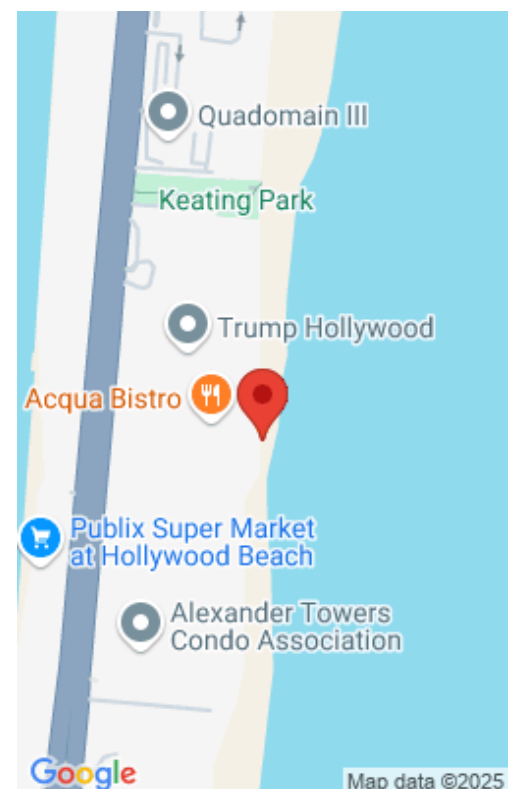 Quadomain III
Keating Park
Trump Hollywood
Acqua Bistro
Publix Super Market
at Hollywood Beach
Alexander Towers
Condo Association
Google
Map data ©2025